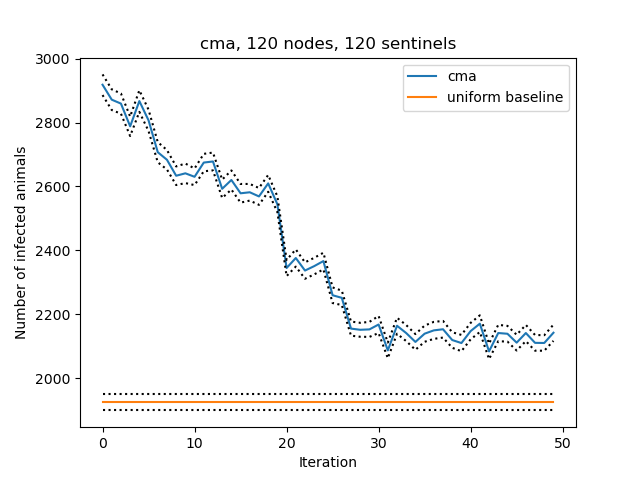 cma, 120 nodes, 120 sentinels
cma
uniform baseline
Number of infected animals
3000
2800
2600
2400
2200
2000
0 10 20 30 40 50
Iteration